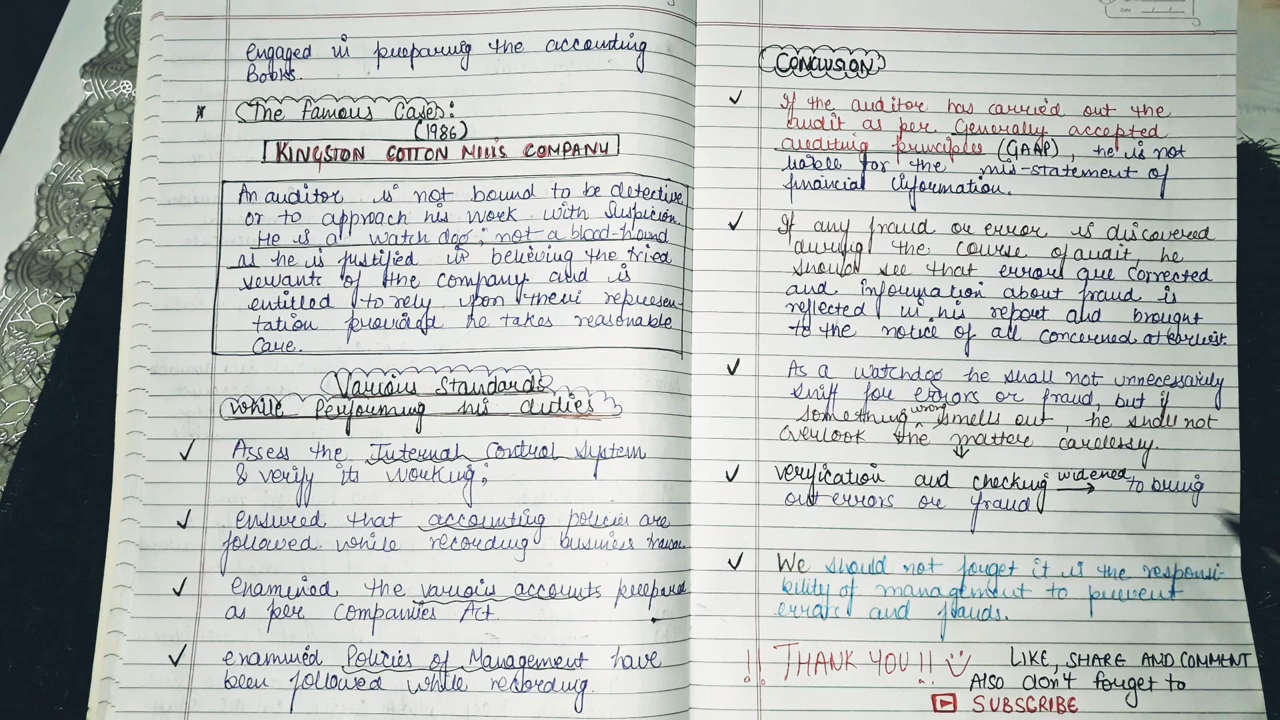 engaged in preparing the accounting
Books.
* The Famous Cases:
(1986)
KINGSTON COTTON MILLS COMPANY
An auditor is not bound to be detective
or to approach his work with suspicion.
He is a watch dog; not a blood-hound
as he is justified in believing the tried
servants of the company and is
entitled to rely upon their represen-
tation provided he takes reasonable
care.
Various Standards
while Performing his duties
✓ Assess the Internal Control System
& verify its working;
✓ ensured that accounting policies are
followed while recording business
✓ examined the various accounts prepared
as per Companies Act.
✓ examined Policies of Management have
been followed while recording.
CONCLUSION
✓ If the auditor has carried out the
audit as per Generally accepted
auditing principles (GAAP), he is not
liable for the mis-statement of
financial information.
✓ If any fraud or error is discovered
during the course of audit, he
should see that errors are corrected
and information about fraud is
reflected in his report and brought
to the notice of all concerned at earliest.
✓ As a watchdog he shall not unnecessarily
sniff for errors or fraud, but if
something wrong smells out, he shall not
overlook the matter carelessly.
✓ verification and checking widened → to bring
out errors or fraud
✓ We should not forget it is the responsi-
bility of management to prevent
errors and frauds.
!! THANK YOU!! LIKE, SHARE AND COMMENT
Also don't forget to
SUBSCRIBE